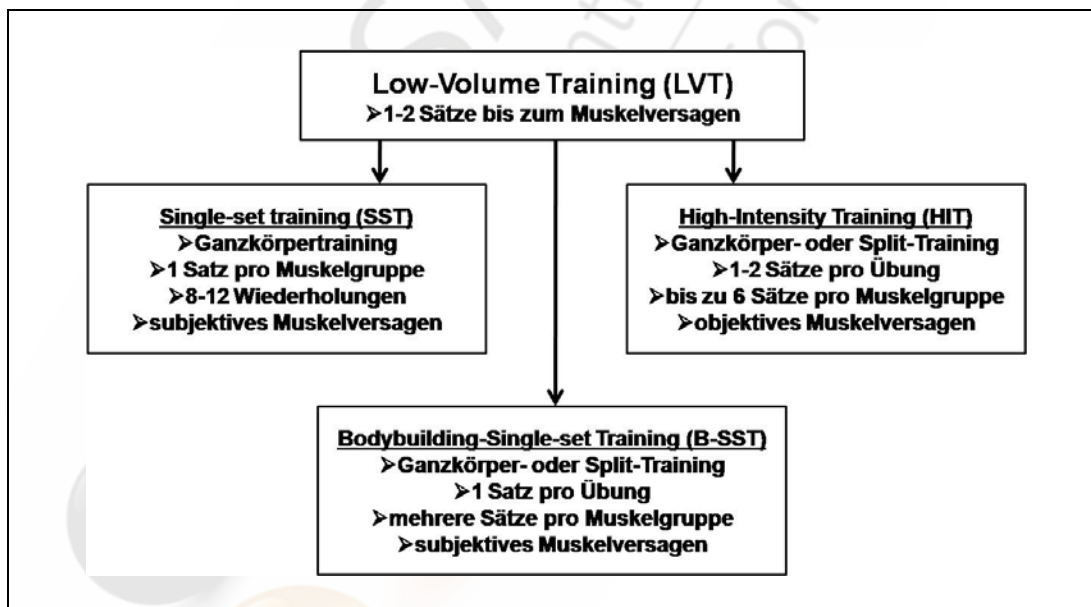 Low-Volume Training (LVT)
➢1-2 Sätze bis zum Muskelversagen
Single-set training (SST)
➢Ganzkörpertraining
➢1 Satz pro Muskelgruppe
➢8-12 Wiederholungen
➢subjektives Muskelversagen
High-Intensity Training (HIT)
➢Ganzkörper- oder Split-Training
➢1-2 Sätze pro Übung
➢bis zu 6 Sätze pro Muskelgruppe
➢objektives Muskelversagen
Bodybuilding-Single-set Training (B-SST)
➢Ganzkörper- oder Split-Training
➢1 Satz pro Übung
➢mehrere Sätze pro Muskelgruppe
➢subjektives Muskelversagen